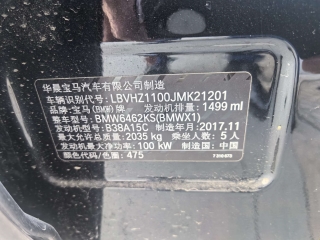 华晨宝马汽车有限公司制造
车辆识别代号: LBVHZ1100JMK21201
品牌: 宝马(BMW)牌 发动机排量: 1499 ml
整车型号: BMW6462KS(BMWX1)
发动机型号: B38A15C 制造年月: 2017.11
最大允许总质量: 2035 kg 乘坐人数: 5 人
发动机最大净功率: 100 kW 制造国: 中国
颜色/色面: 475